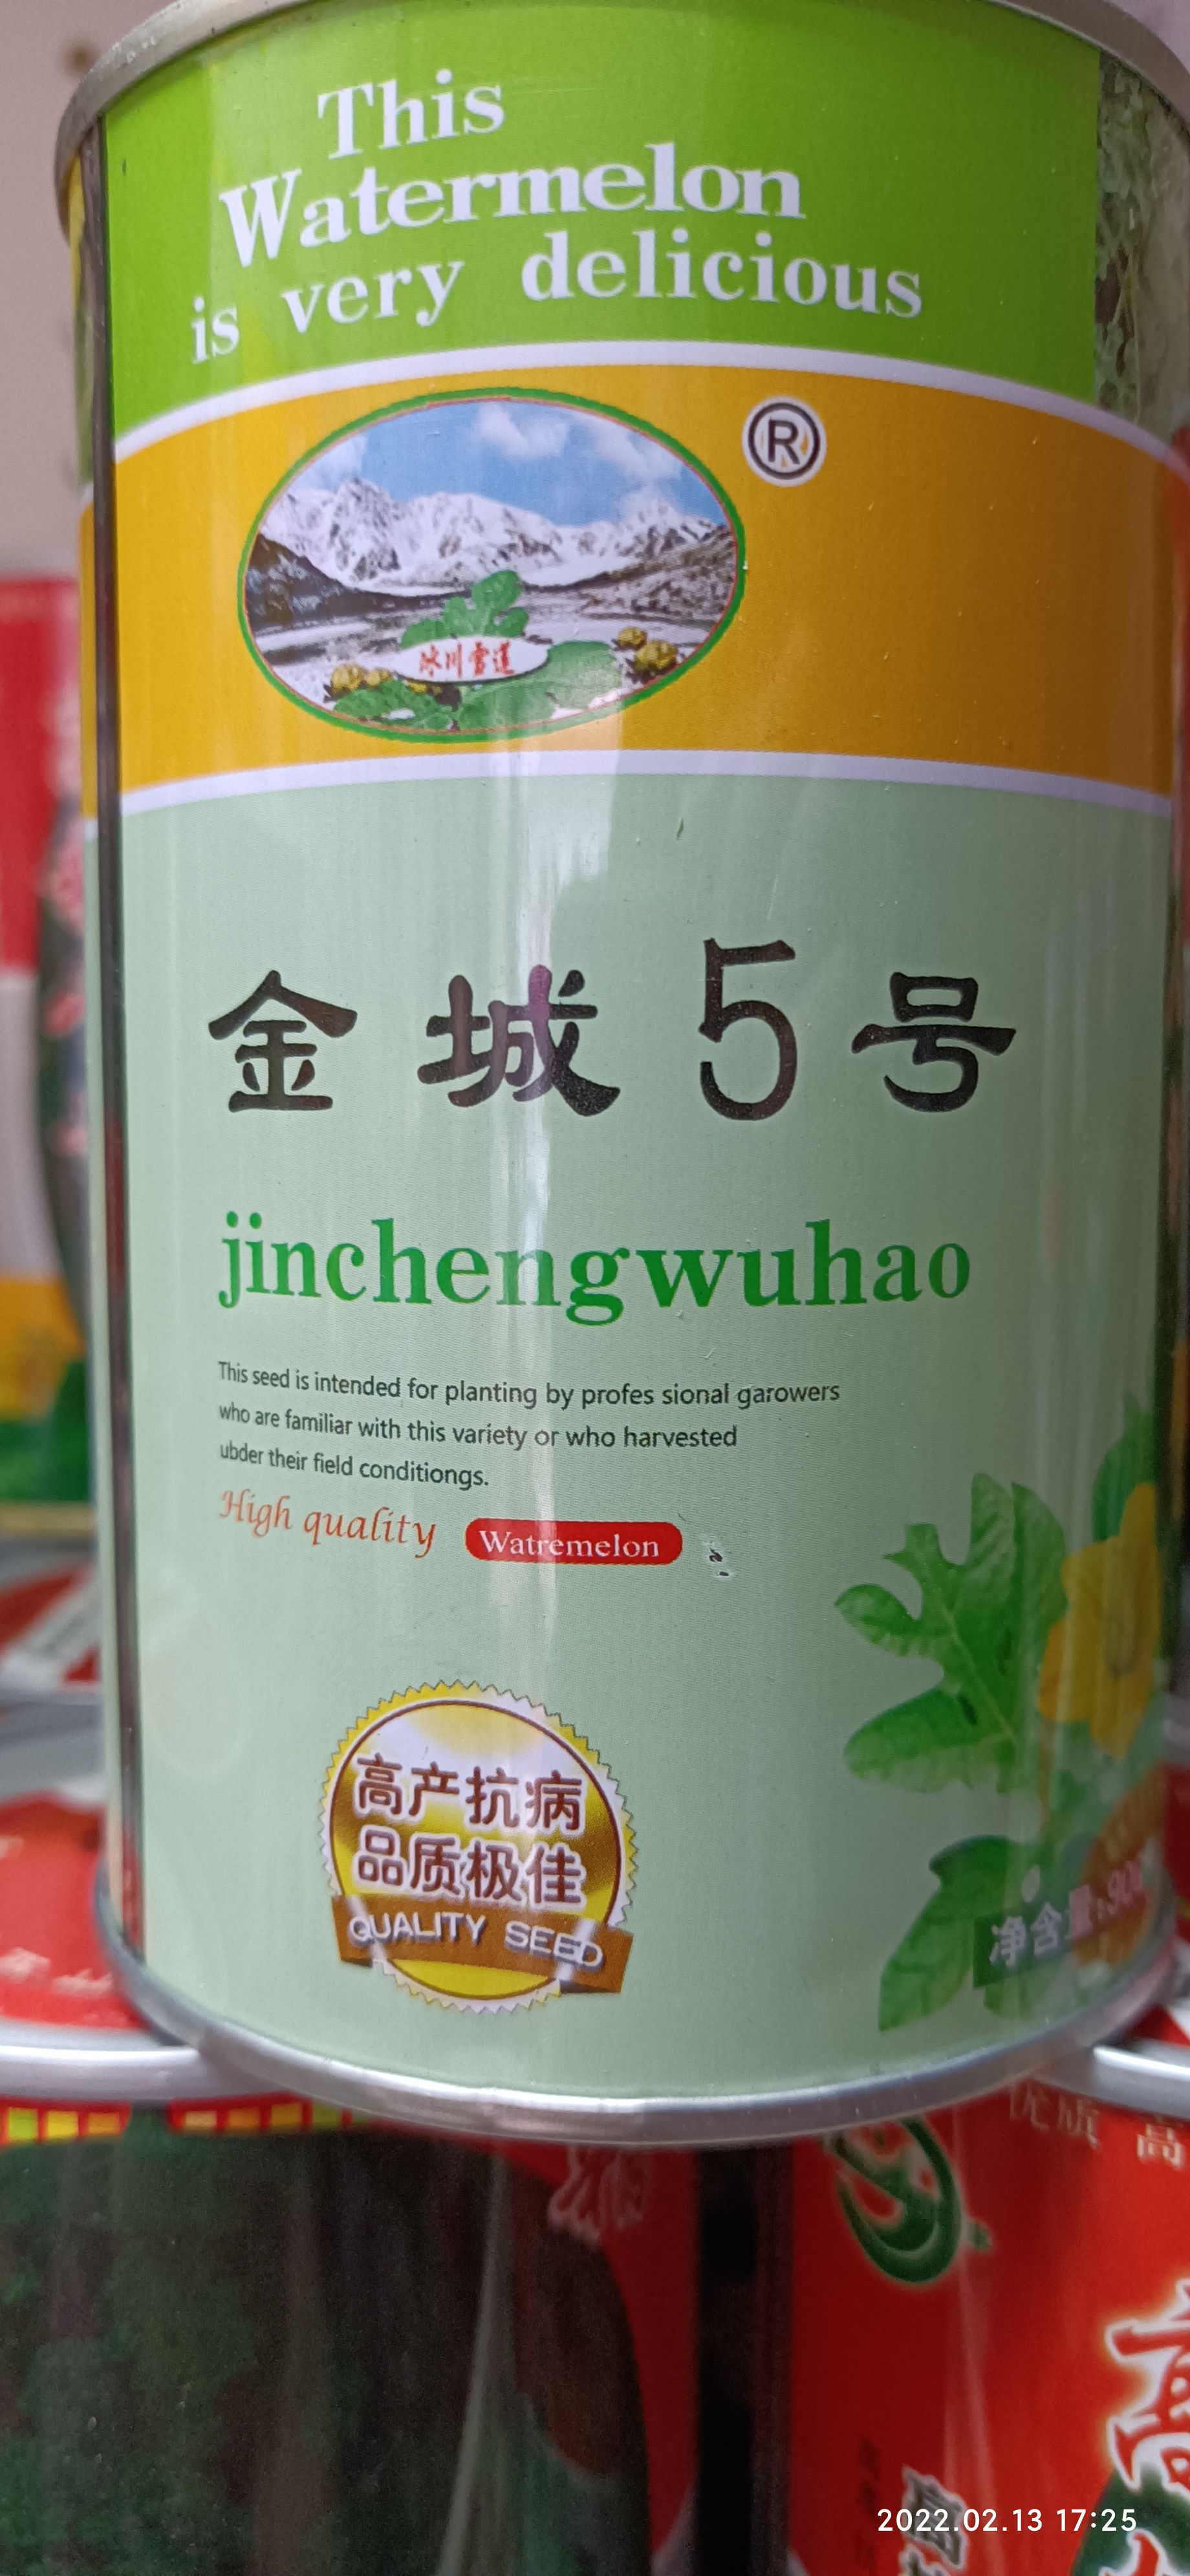 This
Watermelon
is very delicious
®
冰川雪莲
金城5号
jinchengwuhao
This seed is intended for planting by profes sional garowers
who are familiar with this variety or who harvested
ubder their field conditiongs.
High quality Watremelon
高产抗病
品质极佳
QUALITY SEED
净含量:
优质 高
2022.02.13 17:25